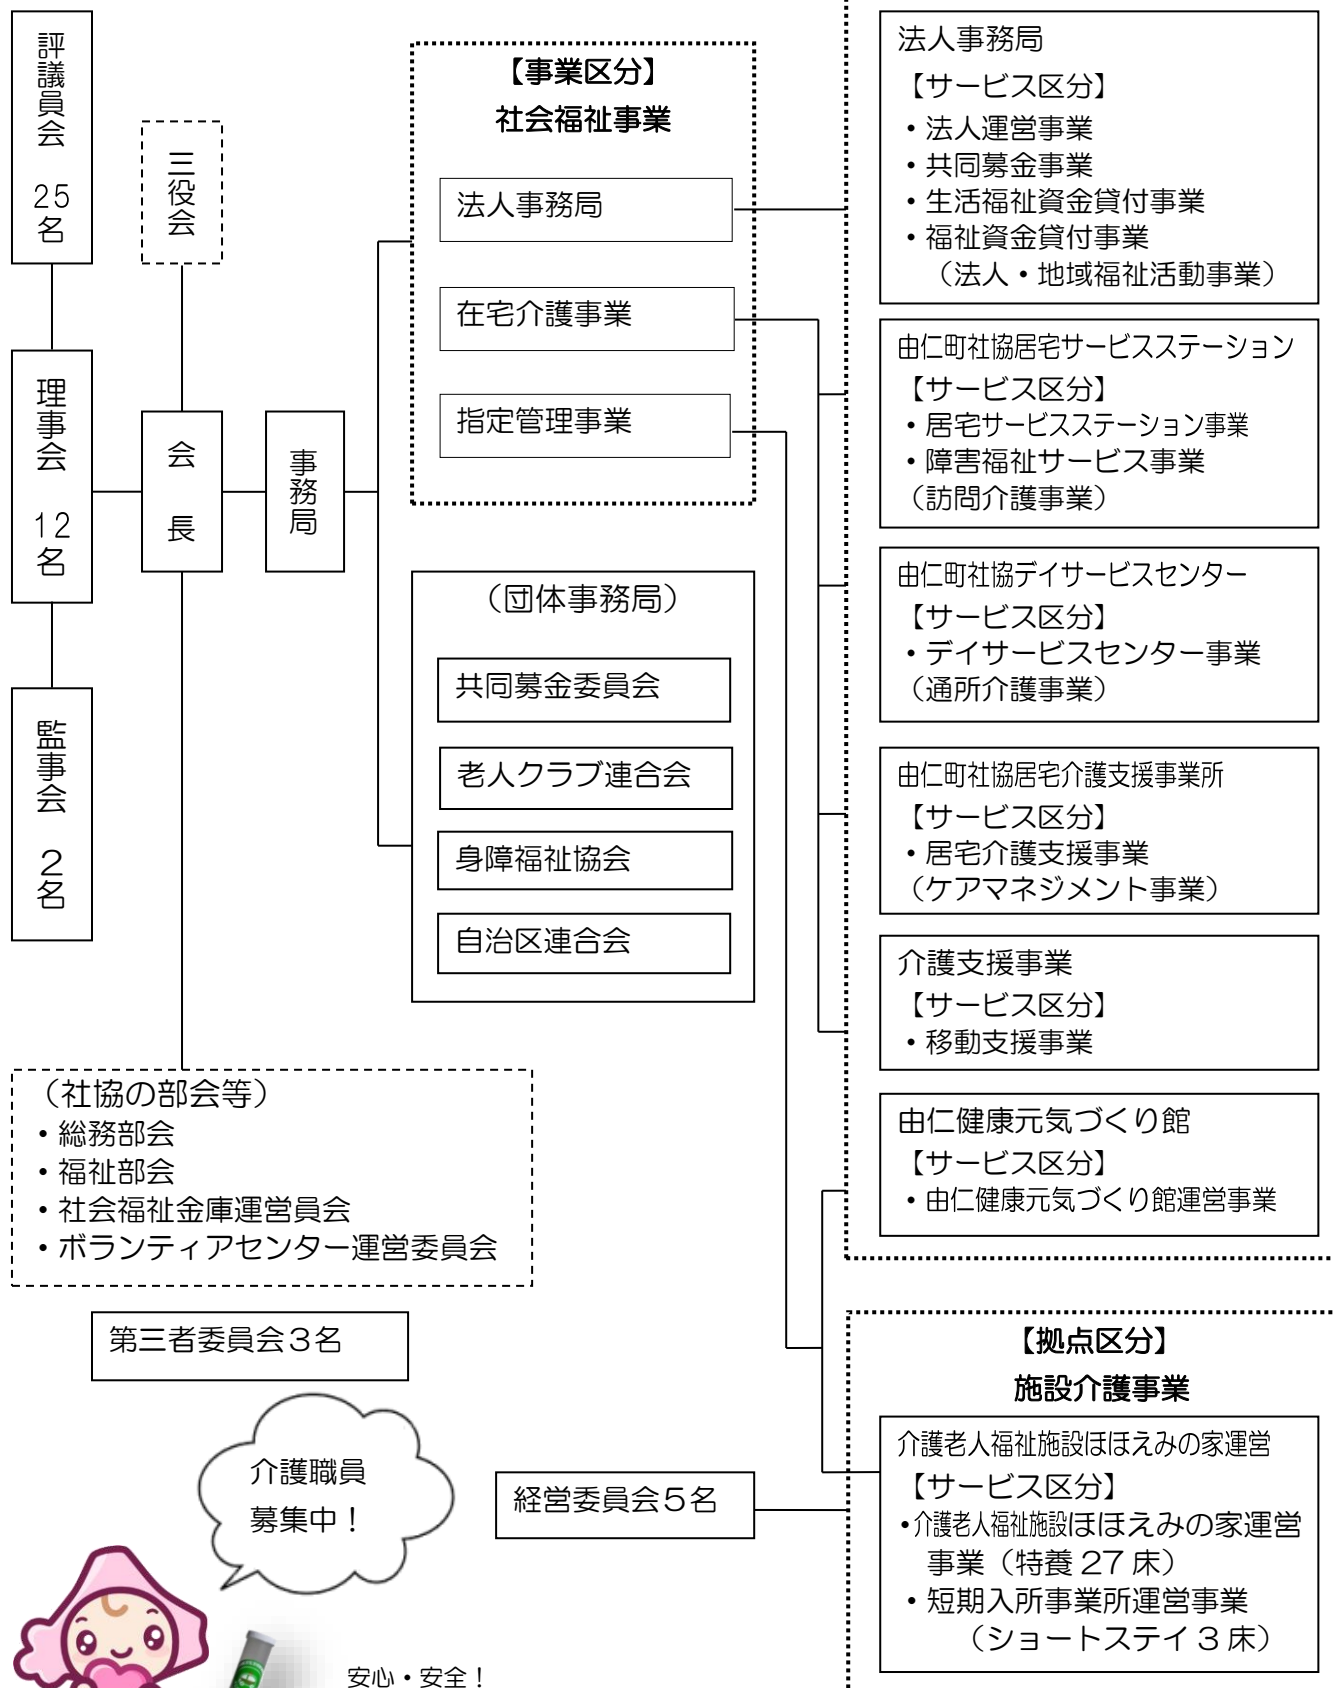 評議員会　25名
三役会
理事会　12名
会長
事務局
監事会　２名
【事業区分】
社会福祉事業
法人事務局
在宅介護事業
指定管理事業
（団体事務局）
共同募金委員会
老人クラブ連合会
身障福祉協会
自治区連合会
（社協の部会等）
・総務部会
・福祉部会
・社会福祉金庫運営員会
・ボランティアセンター運営委員会
第三者委員会３名
介護職員
募集中！
経営委員会５名
安心・安全！
法人事務局
【サービス区分】
・法人運営事業
・共同募金事業
・生活福祉資金貸付事業
・福祉資金貸付事業
（法人・地域福祉活動事業）
由仁町社協居宅サービスステーション
【サービス区分】
・居宅サービスステーション事業
・障害福祉サービス事業
（訪問介護事業）
由仁町社協デイサービスセンター
【サービス区分】
・デイサービスセンター事業
（通所介護事業）
由仁町社協居宅介護支援事業所
【サービス区分】
・居宅介護支援事業
（ケアマネジメント事業）
介護支援事業
【サービス区分】
・移動支援事業
由仁健康元気づくり館
【サービス区分】
・由仁健康元気づくり館運営事業
【拠点区分】
施設介護事業
介護老人福祉施設ほほえみの家運営
【サービス区分】
・介護老人福祉施設ほほえみの家運営
事業（特養 27 床）
・短期入所事業所運営事業
（ショートステイ３床）